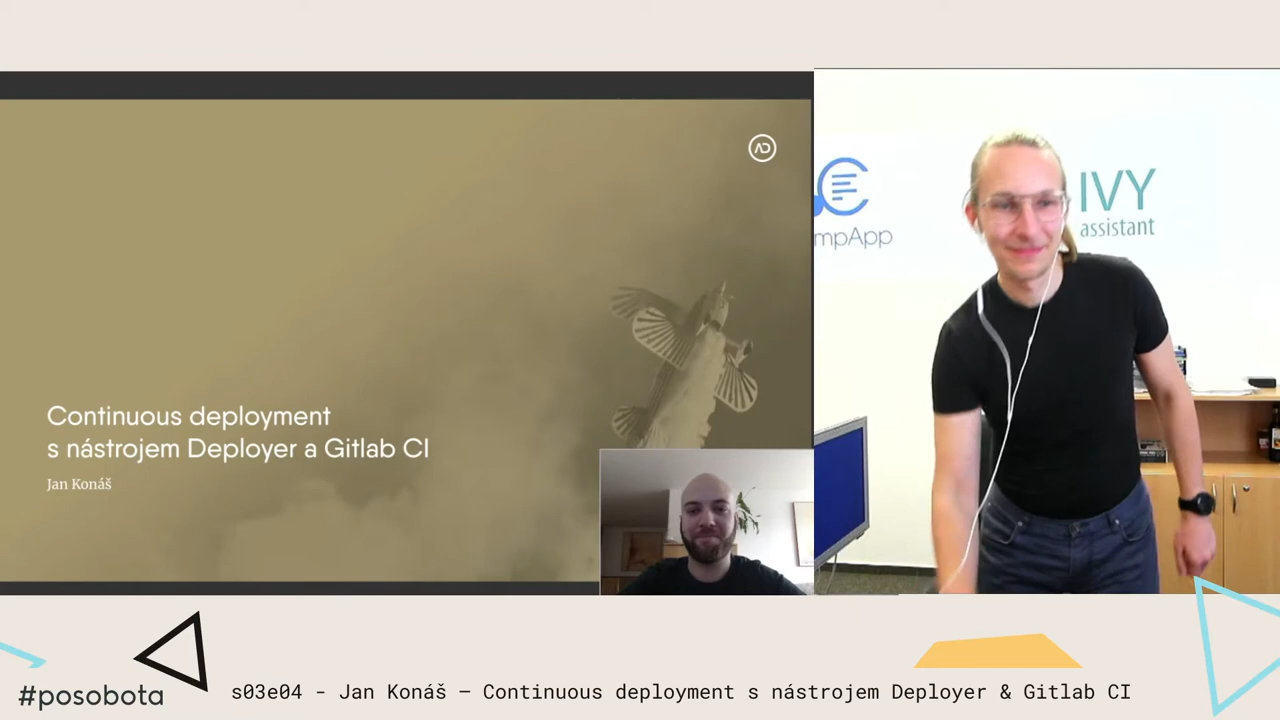 Continuous deployment
s nástrojem Deployer a Gitlab CI
Jan Konáš
mpApp
IVY
assistant
#posobota
s03e04 - Jan Konáš – Continuous deployment s nástrojem Deployer & Gitlab CI